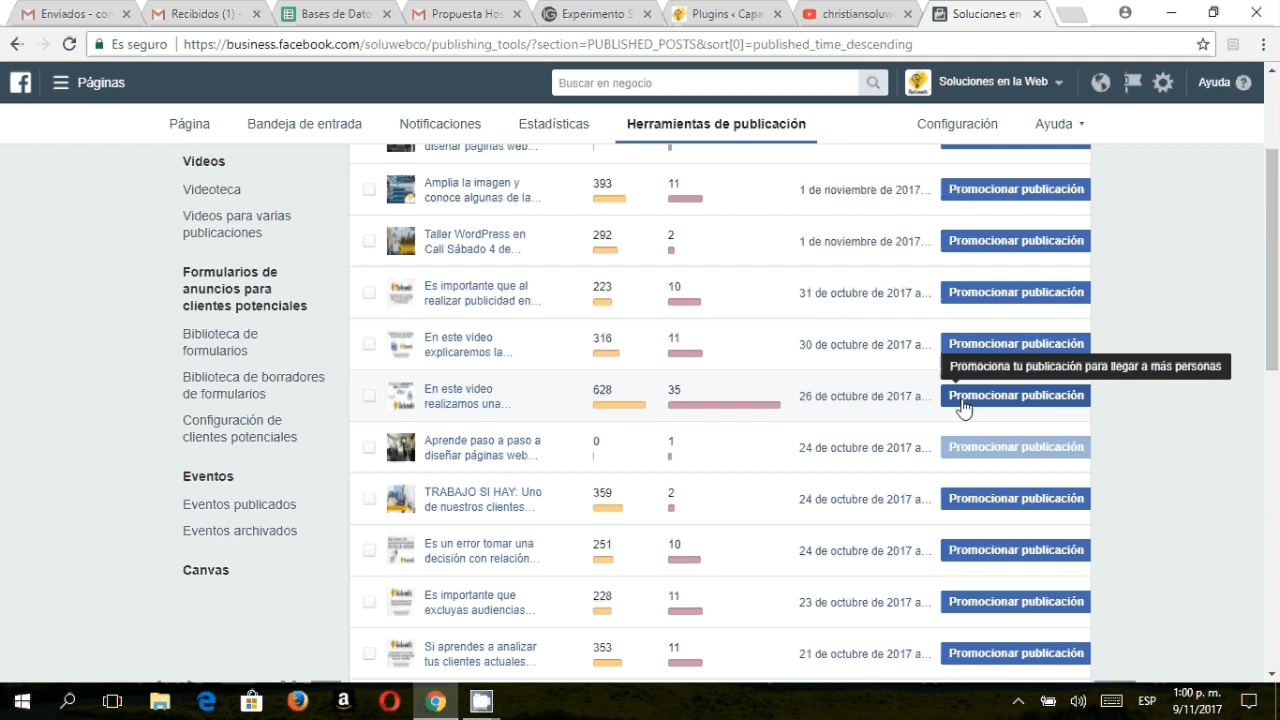 Enviados - con
Recibidos (1)
Bases de Datos
Propuesta Hos
Experimento S
Plugins ‹ Capa
christiansoluw
Soluciones en
Es seguro
https://business.facebook.com/soluwebco/publishing_tools/?section=PUBLISHED_POSTS&sort[0]=published_time_descending
Páginas
Buscar en negocio
Soluciones en la Web
Ayuda ?
Página
Bandeja de entrada
Notificaciones
Estadísticas
Herramientas de publicación
Configuración
Ayuda
Videos
Videoteca
Videos para varias
publicaciones
Formularios de
anuncios para
clientes potenciales
Biblioteca de
formularios
Biblioteca de borradores
de formularios
Configuración de
clientes potenciales
Eventos
Eventos publicados
Eventos archivados
Canvas
diseñar páginas web...
Amplia la imagen y
conoce algunas de la...
393
11
1 de noviembre de 2017...
Promocionar publicación
Taller WordPress en
Cali Sábado 4 de...
292
2
1 de noviembre de 2017...
Promocionar publicación
Es importante que al
realizar publicidad en...
223
10
31 de octubre de 2017 a...
Promocionar publicación
En este video
explicaremos la...
316
11
30 de octubre de 2017 a...
Promocionar publicación
Promociona tu publicación para llegar a más personas
En este video
realizamos una...
628
35
26 de octubre de 2017 a...
Promocionar publicación
Aprende paso a paso a
diseñar páginas web...
0
1
24 de octubre de 2017 a...
Promocionar publicación
TRABAJO SI HAY: Uno
de nuestros clientes...
359
2
24 de octubre de 2017 a...
Promocionar publicación
Es un error tomar una
decisión con relación...
251
10
24 de octubre de 2017 a...
Promocionar publicación
Es importante que
excluyas audiencias...
228
11
23 de octubre de 2017 a...
Promocionar publicación
Si aprendes a analizar
tus clientes actuales...
353
11
21 de octubre de 2017 a...
Promocionar publicación
ESP
1:00 p. m.
9/11/2017